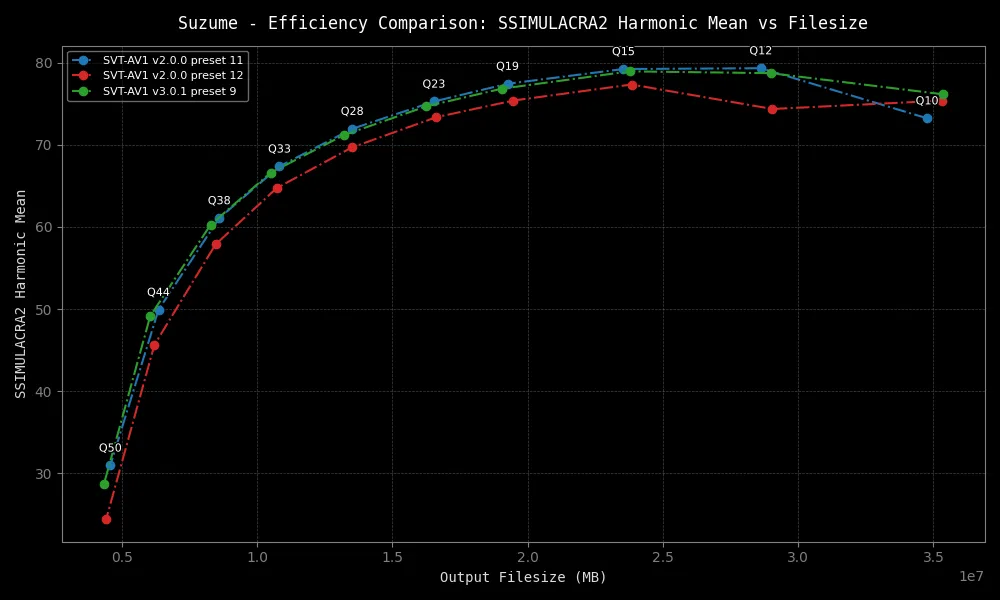 Suzume - Efficiency Comparison: SSIMULACRA2 Harmonic Mean vs Filesize
SVT-AV1 v2.0.0 preset 11
SVT-AV1 v2.0.0 preset 12
SVT-AV1 v3.0.1 preset 9
80
70
60
50
40
30
SSIMULACRA2 Harmonic Mean
Q50
Q44
Q38
Q33
Q28
Q23
Q19
Q15
Q12
Q10
0.5
1.0
1.5
2.0
2.5
3.0
3.5
1e7
Output Filesize (MB)